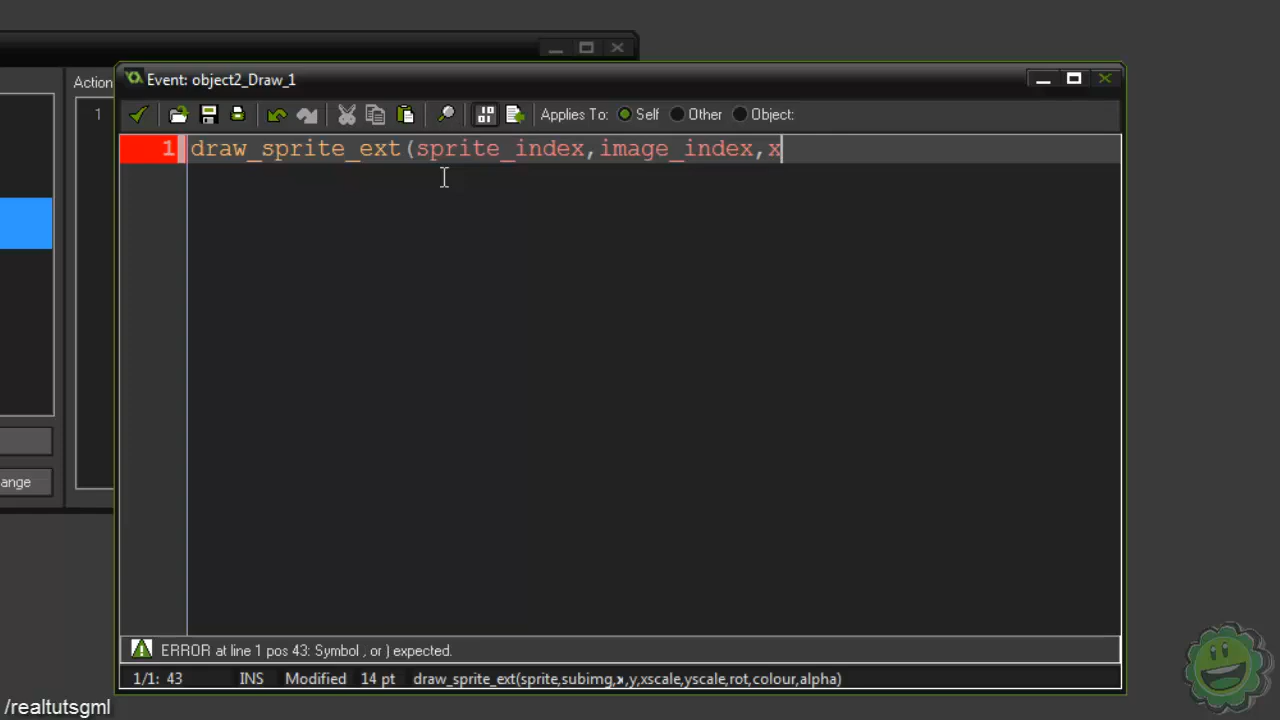 Action
Event: object2_Draw_1
Applies To: Self Other Object:
1
1 draw_sprite_ext(sprite_index,image_index,x
ange
ERROR at line 1 pos 43: Symbol , or ) expected.
1/1: 43 INS Modified 14 pt draw_sprite_ext(sprite,subimg,x,y,xscale,yscale,rot,colour,alpha)
/realtutsgml